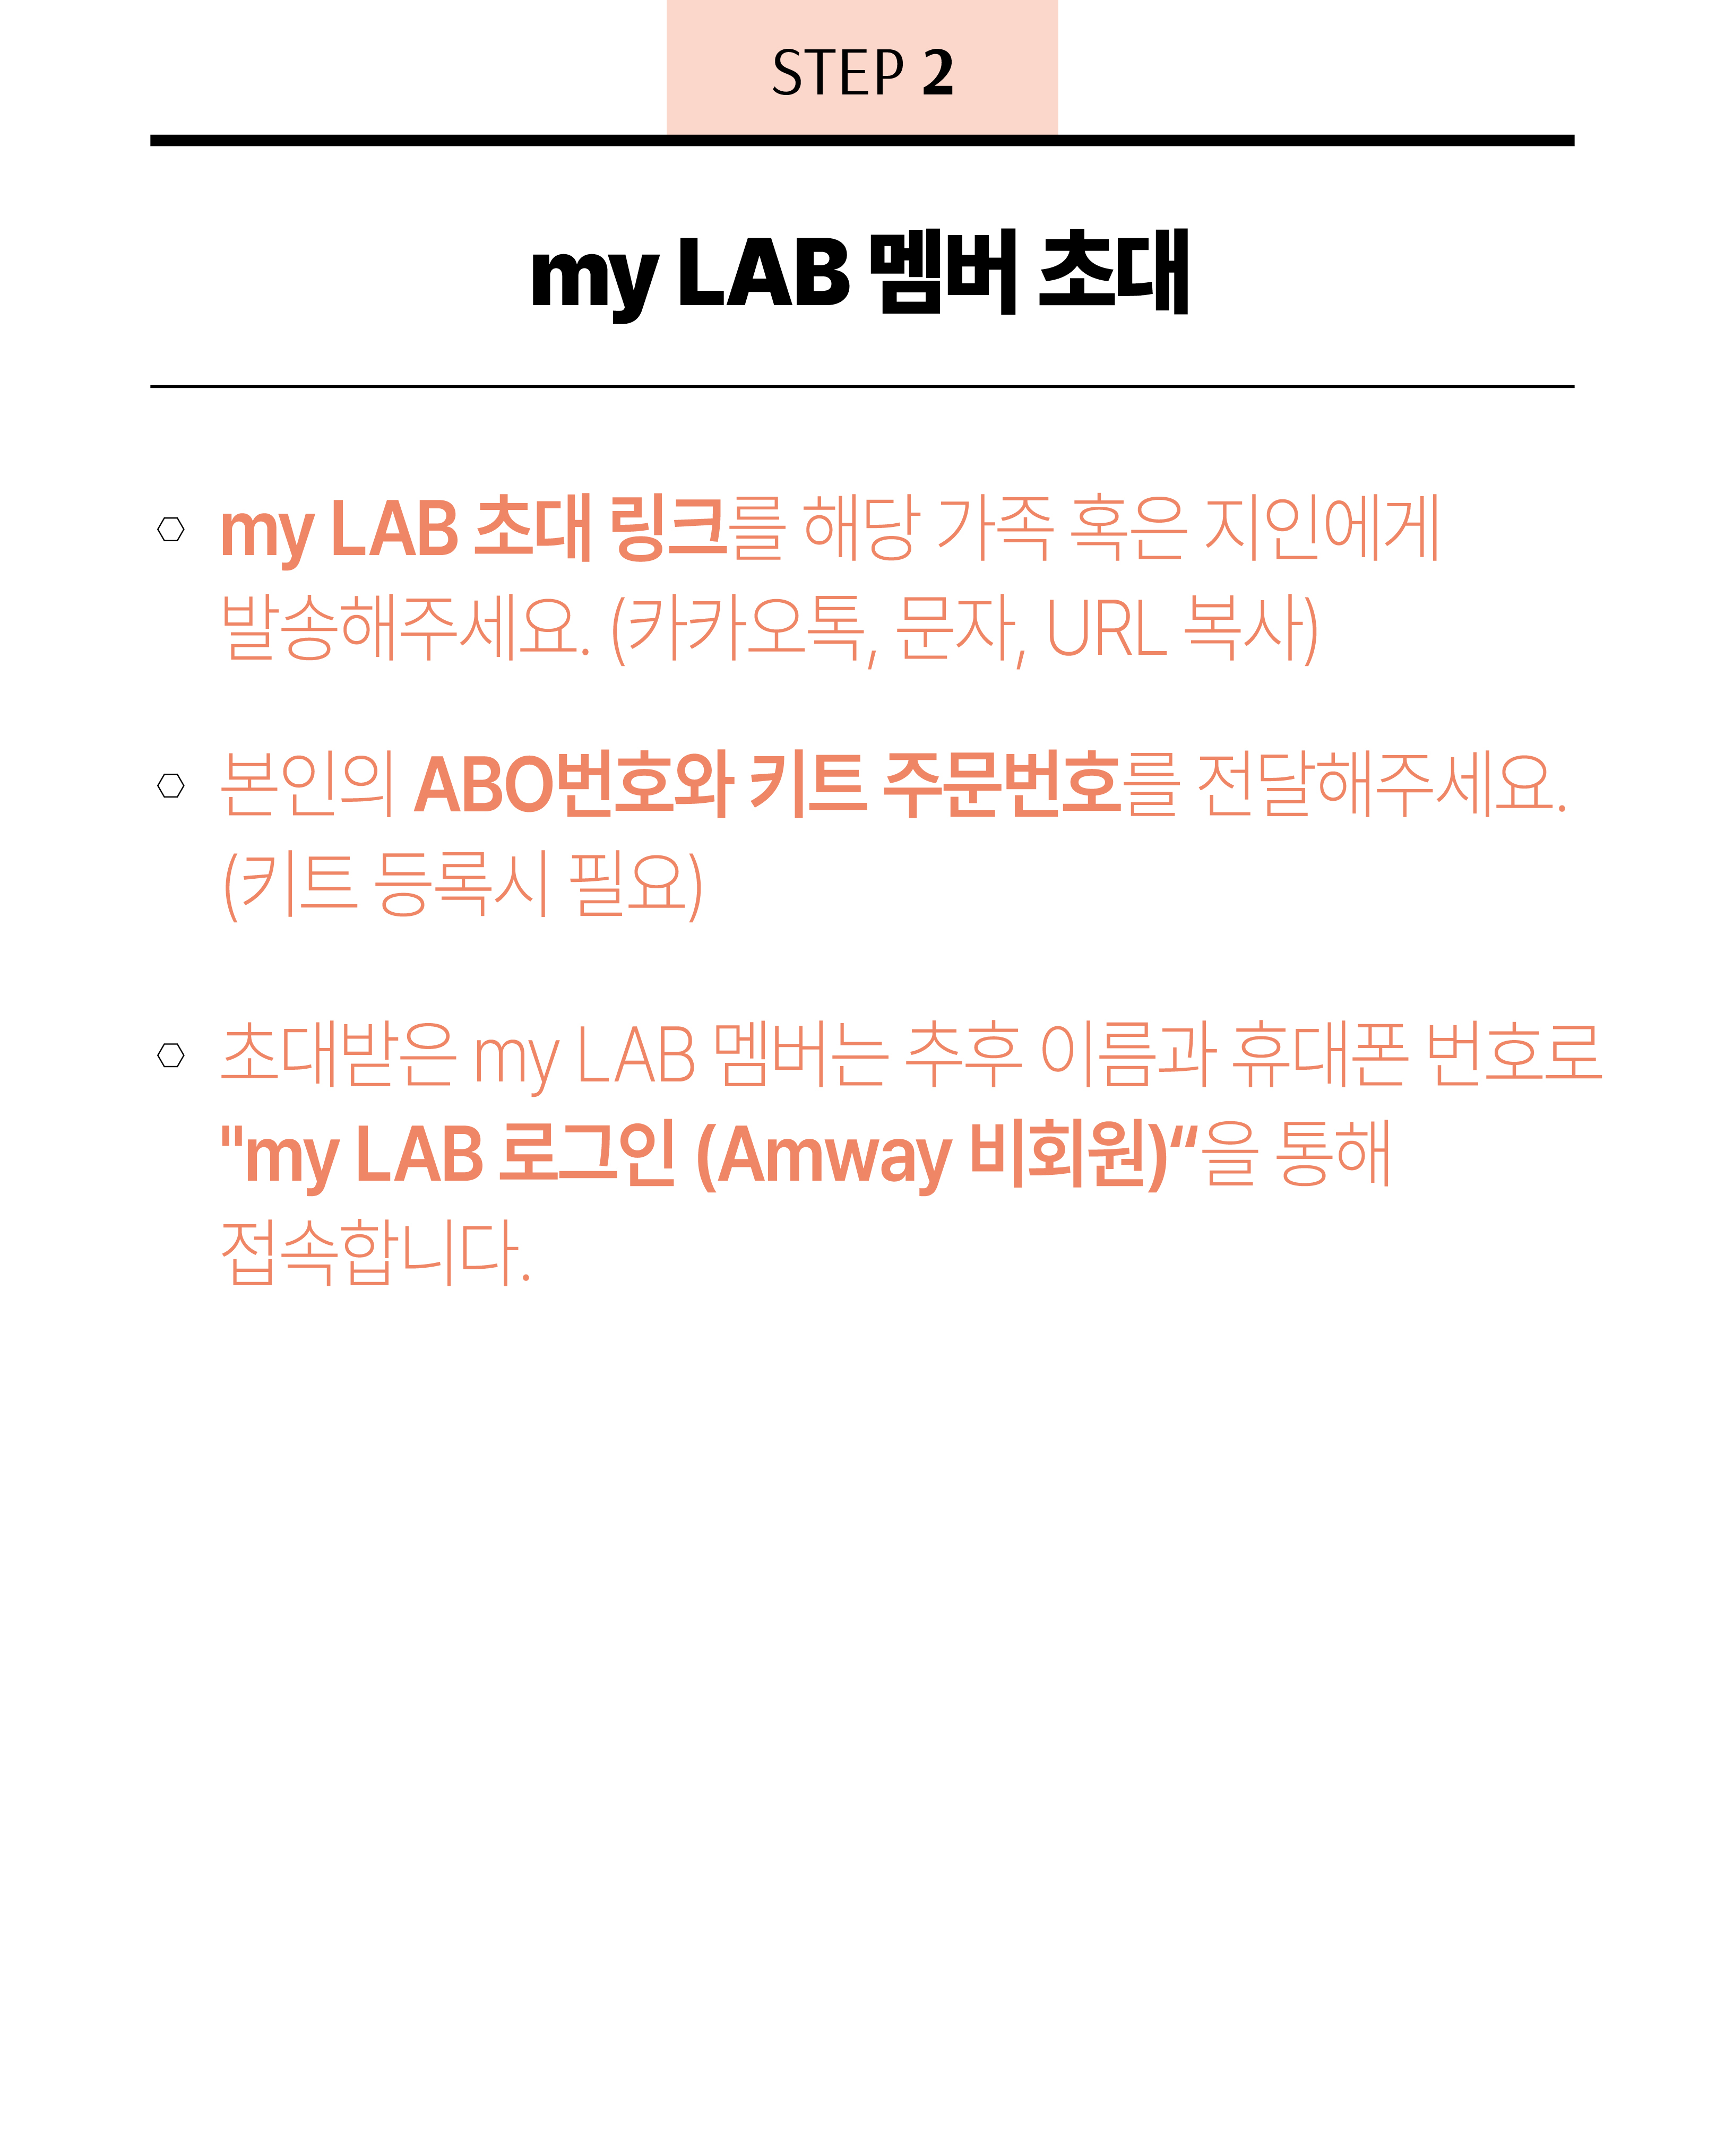 STEP 2
my LAB 멤버 초대
my LAB 초대 링크를 해당 가족 혹은 지인에게
발송해주세요. (카카오톡, 문자, URL 복사)
본인의 ABO번호와 키트 주문번호를 전달해주세요.
(키트 등록시 필요)
초대받은 my LAB 멤버는 추후 이름과 휴대폰 번호로
"my LAB 로그인 (Amway 비회원)“을 통해
접속합니다.